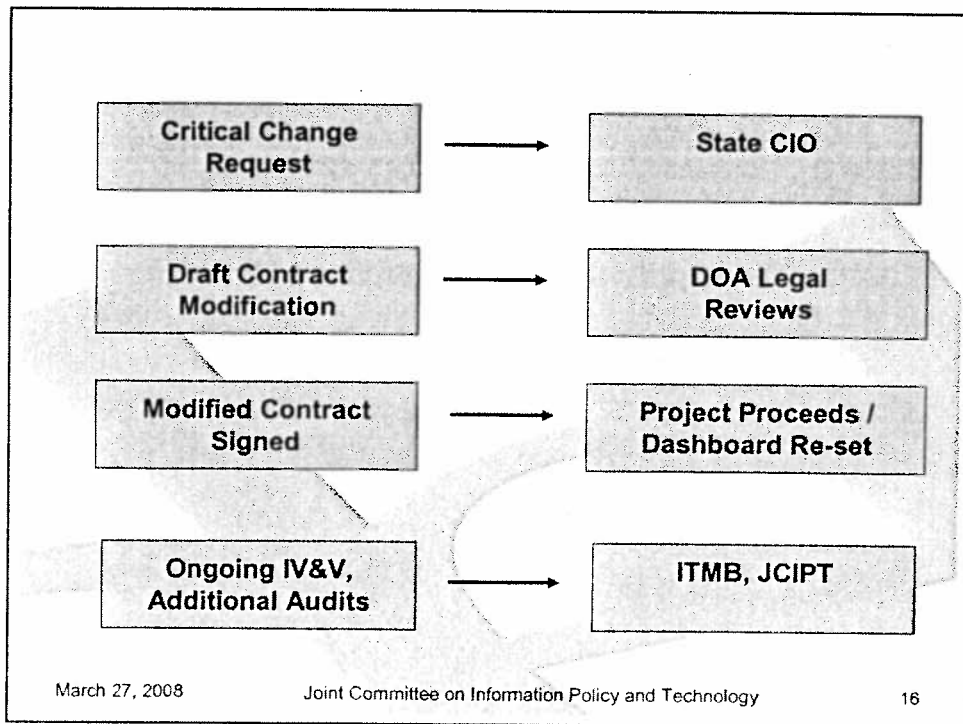 Critical Change
Request
State CIO
Draft Contract
Modification
DOA Legal
Reviews
Modified Contract
Signed
Project Proceeds /
Dashboard Re-set
Ongoing IV&V,
Additional Audits
ITMB, JCIPT
March 27, 2008
Joint Committee on Information Policy and Technology
16